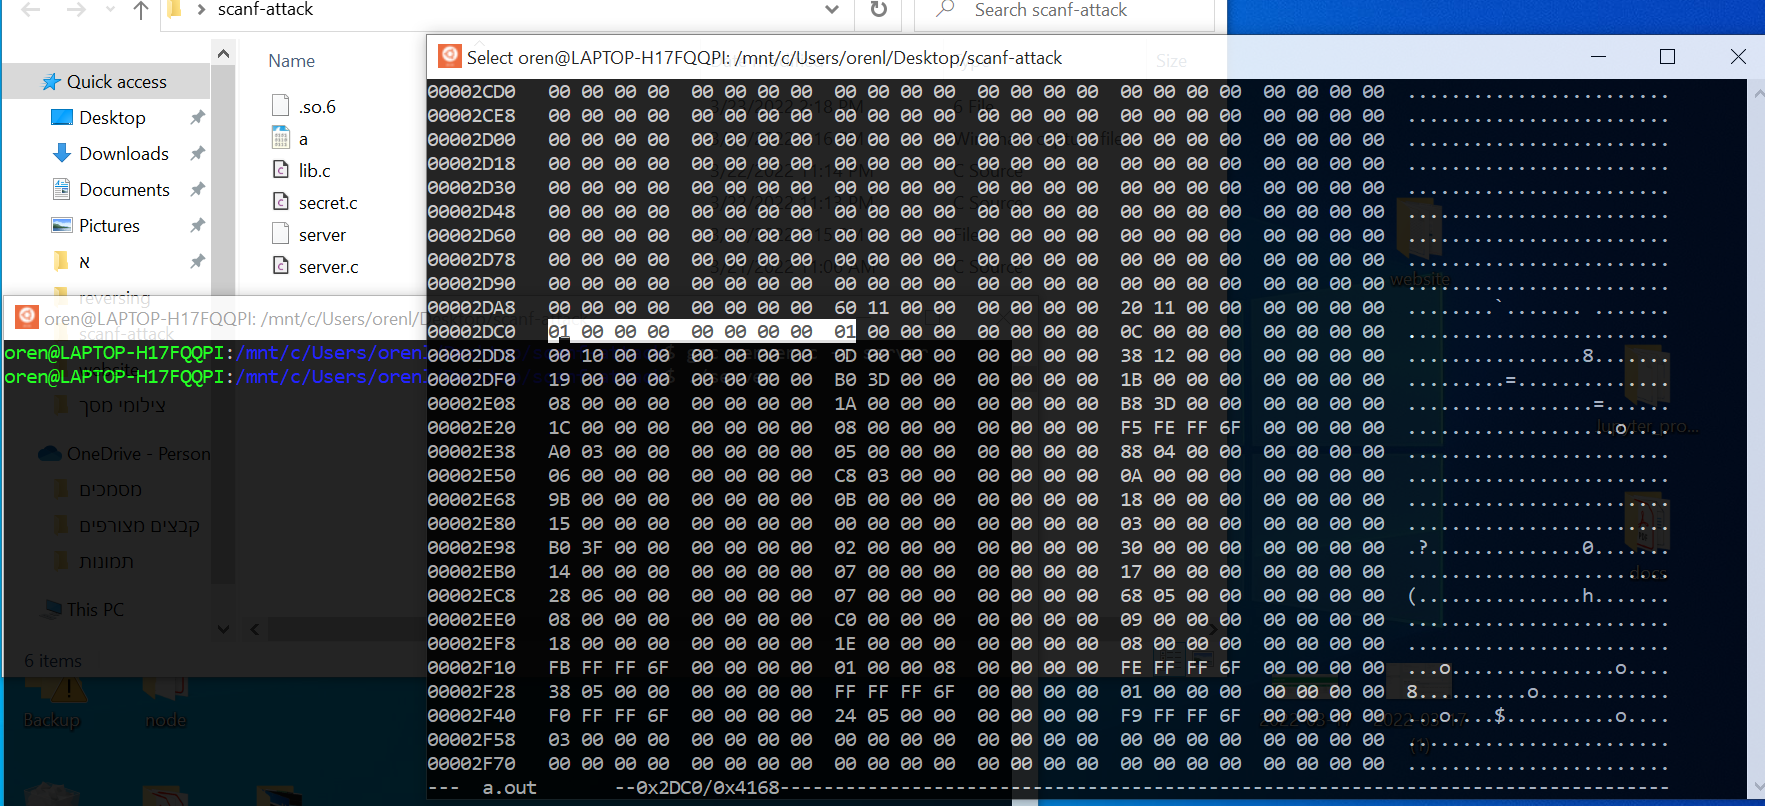 scanf-attack
Search scanf-attack
Quick access
Desktop
Downloads
Documents
Pictures
א
reversing
scanf-attack
website
צילומי מסך
OneDrive - Person
מסמכים
קבצים מצורפים
תמונות
This PC
6 items
Name
Size
.so.6
a
lib.c
secret.c
server
server.c
oren@LAPTOP-H17FQQPI: /mnt/c/Users/orenl/Desktop/scanf-attack
oren@LAPTOP-H17FQQPI:/mnt/c/Users/orenl
oren@LAPTOP-H17FQQPI:/mnt/c/Users/orenl
Select oren@LAPTOP-H17FQQPI: /mnt/c/Users/orenl/Desktop/scanf-attack
00002CD0 00 00 00 00 00 00 00 00 00 00 00 00 00 00 00 00 00 00 00 00 00 00 00 00 ........................
00002CE8 00 00 00 00 00 00 00 00 00 00 00 00 00 00 00 00 00 00 00 00 00 00 00 00 ........................
00002D00 00 00 00 00 00 00 00 00 00 00 00 00 00 00 00 00 00 00 00 00 00 00 00 00 ........................
00002D18 00 00 00 00 00 00 00 00 00 00 00 00 00 00 00 00 00 00 00 00 00 00 00 00 ........................
00002D30 00 00 00 00 00 00 00 00 00 00 00 00 00 00 00 00 00 00 00 00 00 00 00 00 ........................
00002D48 00 00 00 00 00 00 00 00 00 00 00 00 00 00 00 00 00 00 00 00 00 00 00 00 ........................
00002D60 00 00 00 00 00 00 00 00 00 00 00 00 00 00 00 00 00 00 00 00 00 00 00 00 ........................
00002D78 00 00 00 00 00 00 00 00 00 00 00 00 00 00 00 00 00 00 00 00 00 00 00 00 ........................
00002D90 00 00 00 00 00 00 00 00 00 00 00 00 00 00 00 00 00 00 00 00 00 00 00 00 ........................
00002DA8 00 00 00 00 00 00 00 00 60 11 00 00 00 00 00 00 20 11 00 00 00 00 00 00 ........`....... .......
00002DC0 01 00 00 00 00 00 00 00 01 00 00 00 00 00 00 00 0C 00 00 00 00 00 00 00 ........................
00002DD8 00 10 00 00 00 00 00 00 0D 00 00 00 00 00 00 00 38 12 00 00 00 00 00 00 ................8.......
00002DF0 19 00 00 00 00 00 00 00 B0 3D 00 00 00 00 00 00 1B 00 00 00 00 00 00 00 .........=..............
00002E08 08 00 00 00 00 00 00 00 1A 00 00 00 00 00 00 00 B8 3D 00 00 00 00 00 00 .................=......
00002E20 1C 00 00 00 00 00 00 00 08 00 00 00 00 00 00 00 F5 FE FF 6F 00 00 00 00 ...................o....
00002E38 A0 03 00 00 00 00 00 00 05 00 00 00 00 00 00 00 88 04 00 00 00 00 00 00 ........................
00002E50 06 00 00 00 00 00 00 00 C8 03 00 00 00 00 00 00 0A 00 00 00 00 00 00 00 ........................
00002E68 9B 00 00 00 00 00 00 00 0B 00 00 00 00 00 00 00 18 00 00 00 00 00 00 00 ........................
00002E80 15 00 00 00 00 00 00 00 00 00 00 00 00 00 00 00 03 00 00 00 00 00 00 00 ........................
00002E98 B0 3F 00 00 00 00 00 00 02 00 00 00 00 00 00 00 30 00 00 00 00 00 00 00 .?..............0.......
00002EB0 14 00 00 00 00 00 00 00 07 00 00 00 00 00 00 00 17 00 00 00 00 00 00 00 ........................
00002EC8 28 06 00 00 00 00 00 00 07 00 00 00 00 00 00 00 68 05 00 00 00 00 00 00 (...............h.......
00002EE0 08 00 00 00 00 00 00 00 C0 00 00 00 00 00 00 00 09 00 00 00 00 00 00 00 ........................
00002EF8 18 00 00 00 00 00 00 00 1E 00 00 00 00 00 00 00 08 00 00 00 00 00 00 00 ........................
00002F10 FB FF FF 6F 00 00 00 00 01 00 00 08 00 00 00 00 FE FF FF 6F 00 00 00 00 ...o...............o....
00002F28 38 05 00 00 00 00 00 00 FF FF FF 6F 00 00 00 00 01 00 00 00 00 00 00 00 8..........o............
00002F40 F0 FF FF 6F 00 00 00 00 24 05 00 00 00 00 00 00 F9 FF FF 6F 00 00 00 00 ...o....$..........o....
00002F58 03 00 00 00 00 00 00 00 00 00 00 00 00 00 00 00 00 00 00 00 00 00 00 00 ........................
00002F70 00 00 00 00 00 00 00 00 00 00 00 00 00 00 00 00 00 00 00 00 00 00 00 00 ........................
--- a.out --0x2DC0/0x4168---------------------------------------------------------------
website
docs
Backup
node